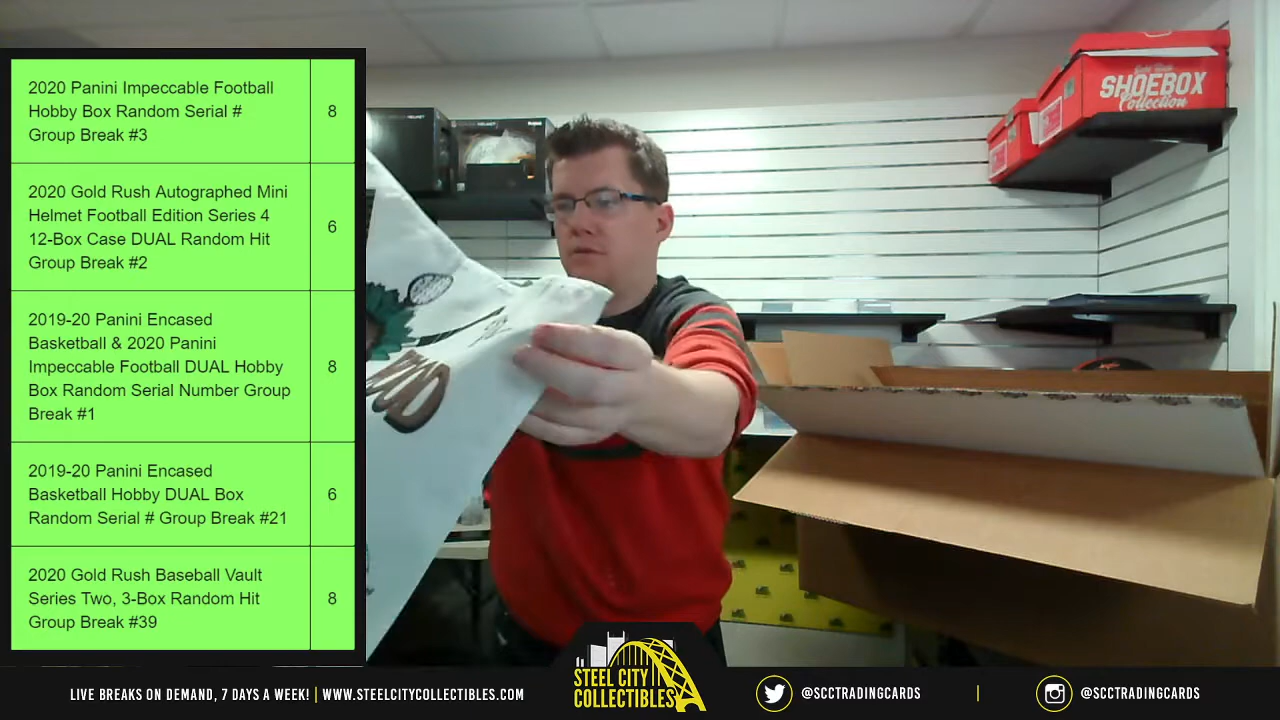 2020 Panini Impeccable Football
Hobby Box Random Serial #
Group Break #3
8
2020 Gold Rush Autographed Mini
Helmet Football Edition Series 4
12-Box Case DUAL Random Hit
Group Break #2
6
2019-20 Panini Encased
Basketball & 2020 Panini
Impeccable Football DUAL Hobby
Box Random Serial Number Group
Break #1
8
2019-20 Panini Encased
Basketball Hobby DUAL Box
Random Serial # Group Break #21
6
2020 Gold Rush Baseball Vault
Series Two, 3-Box Random Hit
Group Break #39
8
Gold Rush
SHOEBOX
Collection
LIVE BREAKS ON DEMAND, 7 DAYS A WEEK! | WWW.STEELCITYCOLLECTIBLES.COM
STEEL CITY
COLLECTIBLES
@SCCTRADINGCARDS
|
@SCCTRADINGCARDS